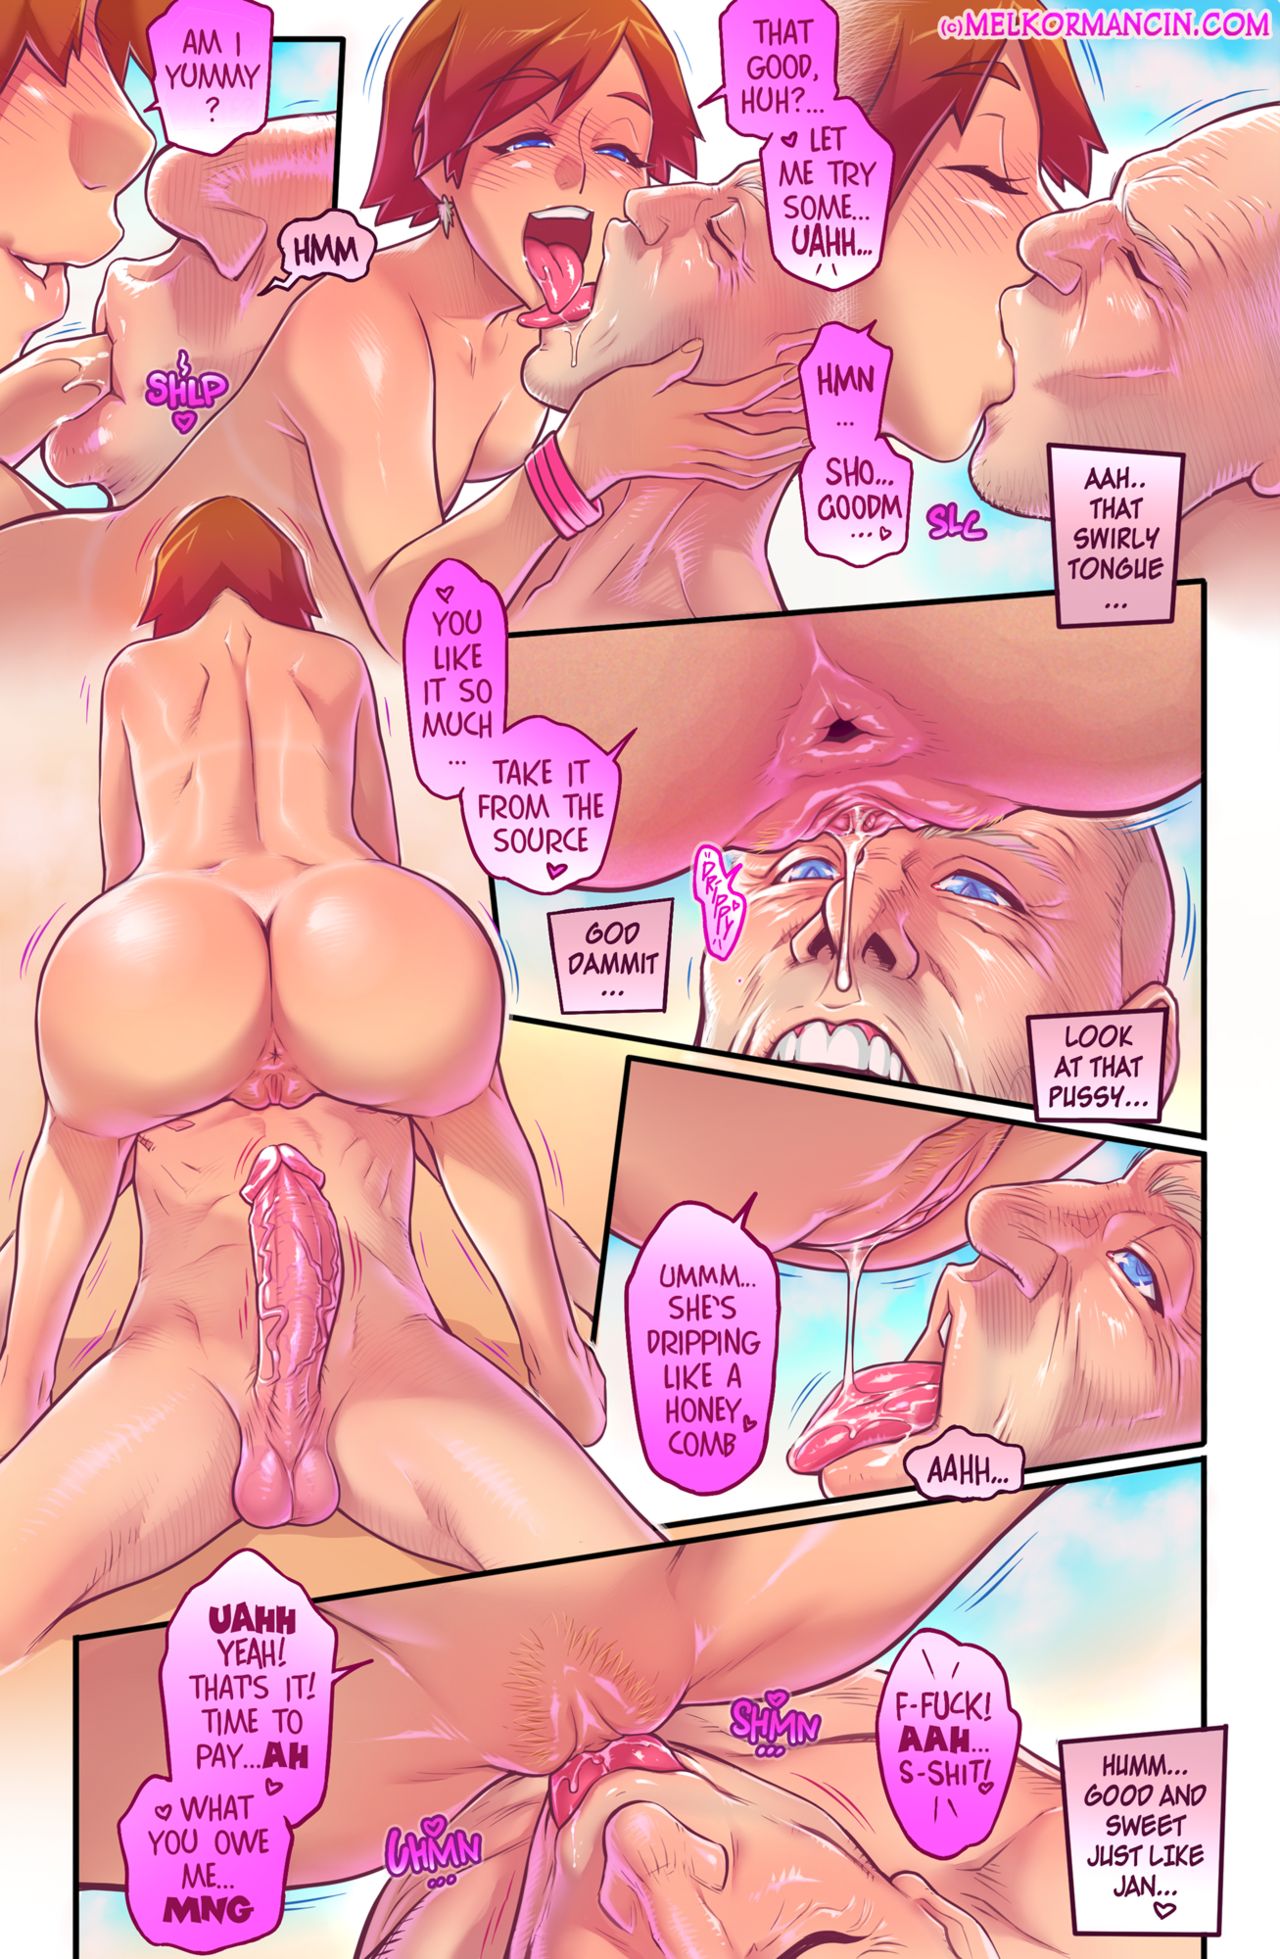 ©MELKORMANCIN.COM
AM I
YUMMY
?
HMM
SHLP
THAT
GOOD,
HUH?...
LET
ME TRY
SOME...
UAHH...
HMN
...
SHO...
GOODM
...
SLC
AAH..
THAT
SWIRLY
TONGUE
...
YOU
LIKE
IT SO
MUCH
...
TAKE IT
FROM THE
SOURCE
GOD
DAMMIT
...
DRIPPY
LOOK
AT THAT
PUSSY...
UMMM...
SHE'S
DRIPPING
LIKE A
HONEY
COMB
AAHH...
UAHH
YEAH!
THAT'S IT!
TIME TO
PAY...AH
WHAT
YOU OWE
ME...
MNG
UHMN
...
SHMN
...
F-FUCK!
AAH...
S-SHIT!
HUMM...
GOOD AND
SWEET
JUST LIKE
JAN...